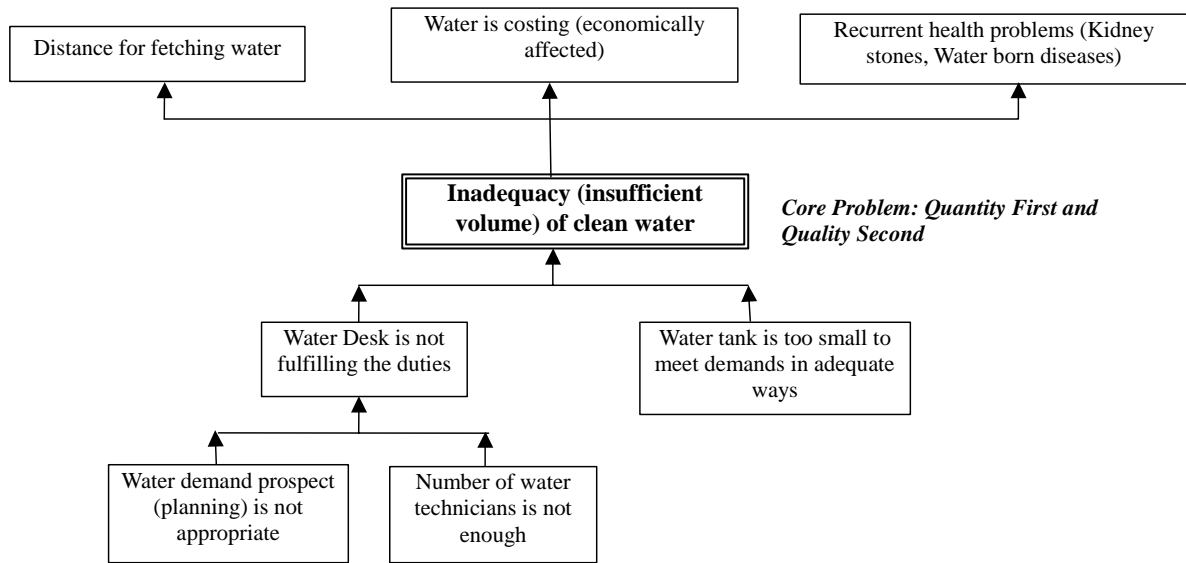 Distance for fetching water
Water is costing (economically
affected)
Recurrent health problems (Kidney
stones, Water born diseases)
Inadequacy (insufficient
volume) of clean water
Core Problem: Quantity First and
Quality Second
Water Desk is not
fulfilling the duties
Water tank is too small to
meet demands in adequate
ways
Water demand prospect
(planning) is not
appropriate
Number of water
technicians is not
enough